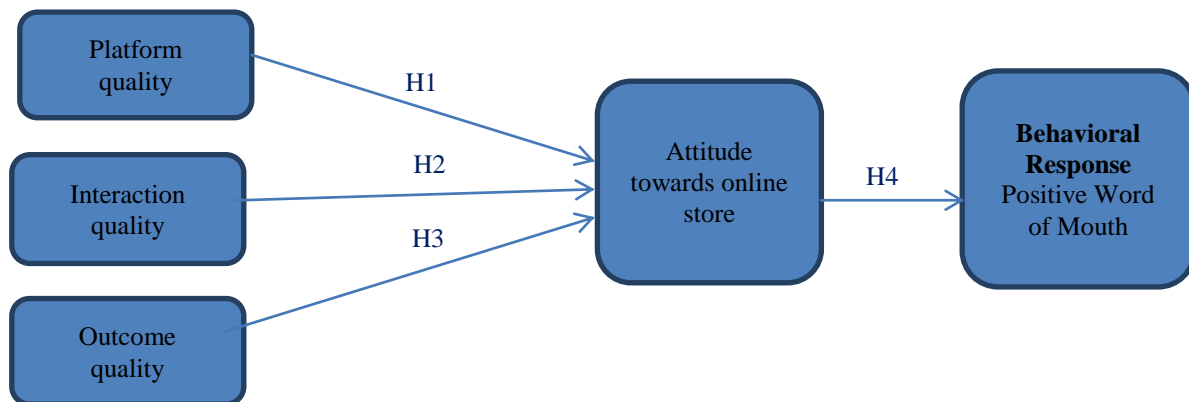 Platform
quality
H1
Interaction
quality
H2
Outcome
quality
H3
Attitude
towards online
store
H4
Behavioral
Response
Positive Word
of Mouth